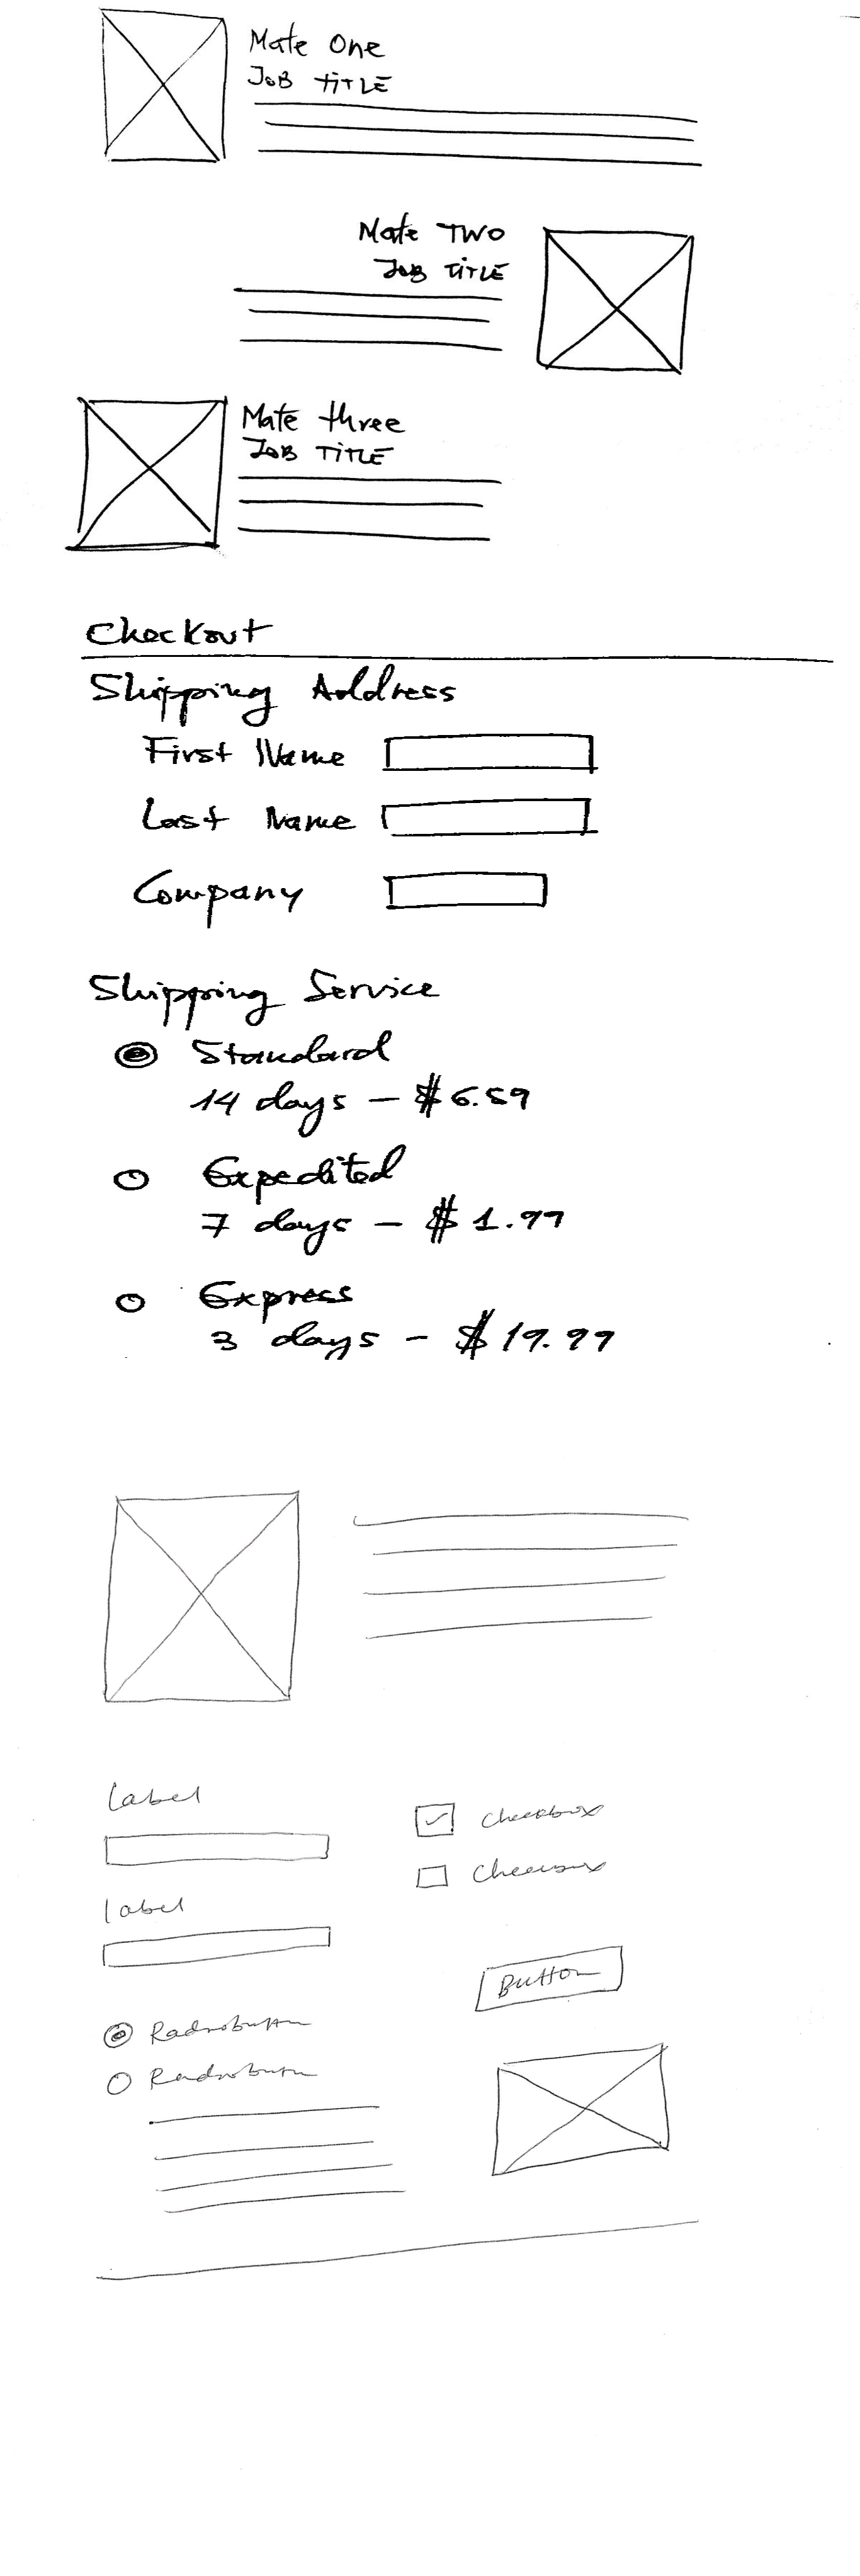 Mate One
JOB TITLE
Mate TWO
JOB TITLE
Mate three
JOB TITLE
Checkout
Shipping Address
First Name
Last Name
Company
Shipping Service
Standard
14 days - $6.59
Expedited
7 days - $1.99
Express
3 days - $19.99
Label
Checkbox
Checkbox
label
Button
Radiobutton
Radiobutton